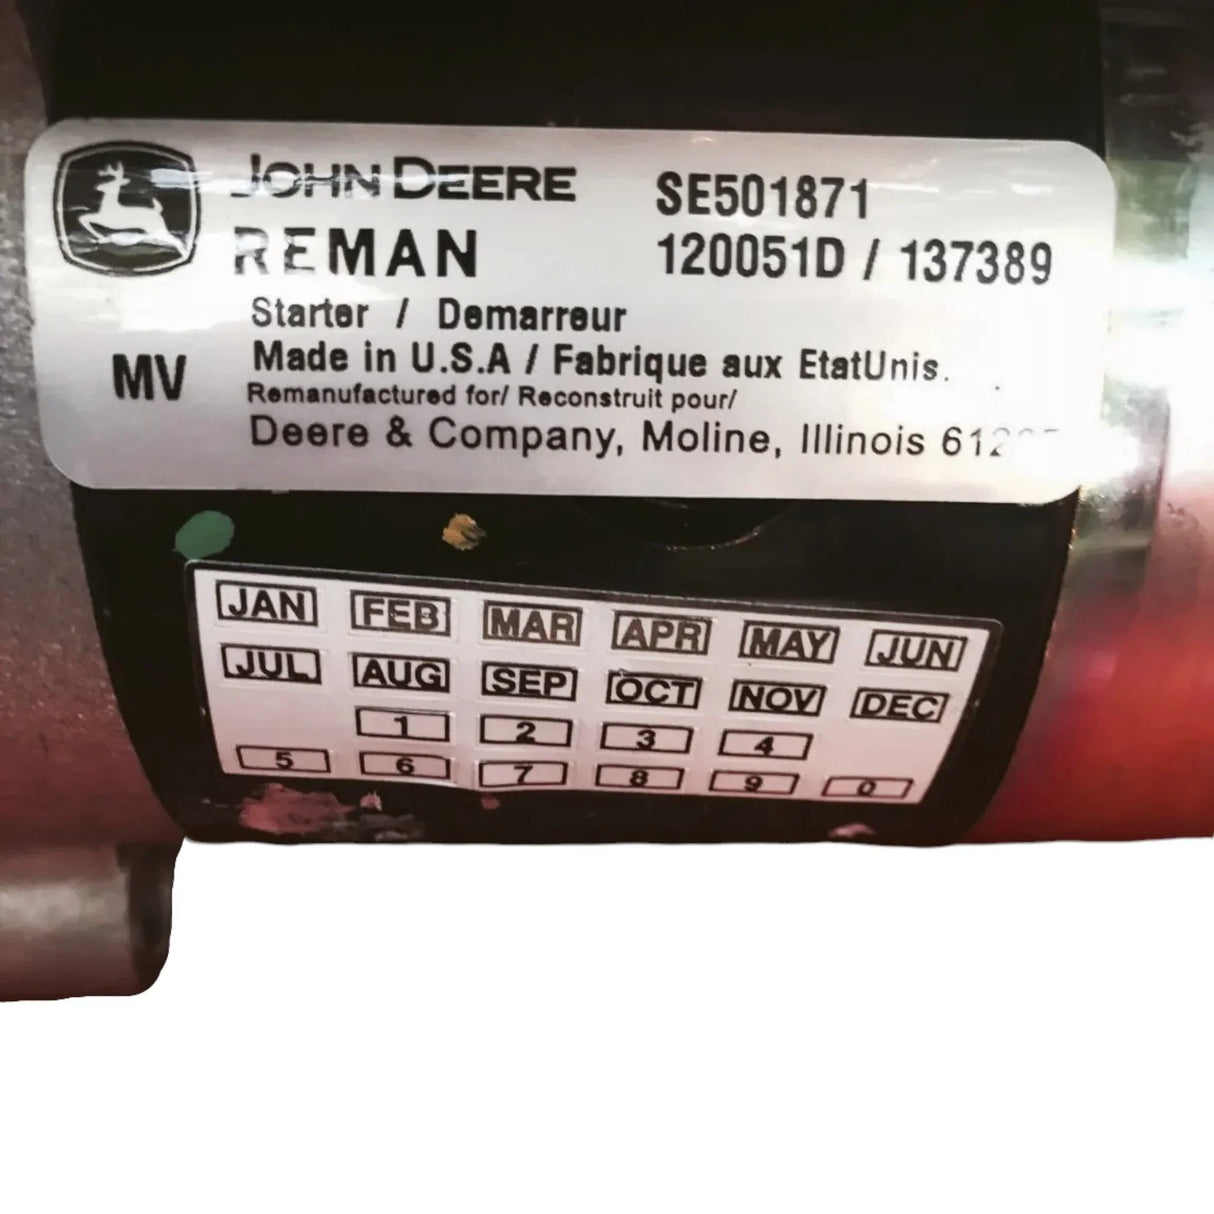 JOHN DEERE
REMAN
SE501871
120051D / 137389
Starter / Demarreur
MV
Made in U.S.A / Fabrique aux EtatUnis.
Remanufactured for/ Reconstruit pour/
Deere & Company, Moline, Illinois
JAN FEB MAR APR MAY JUN
JUL AUG SEP OCT NOV DEC
1 2 3 4
5 6 7 8 9 0